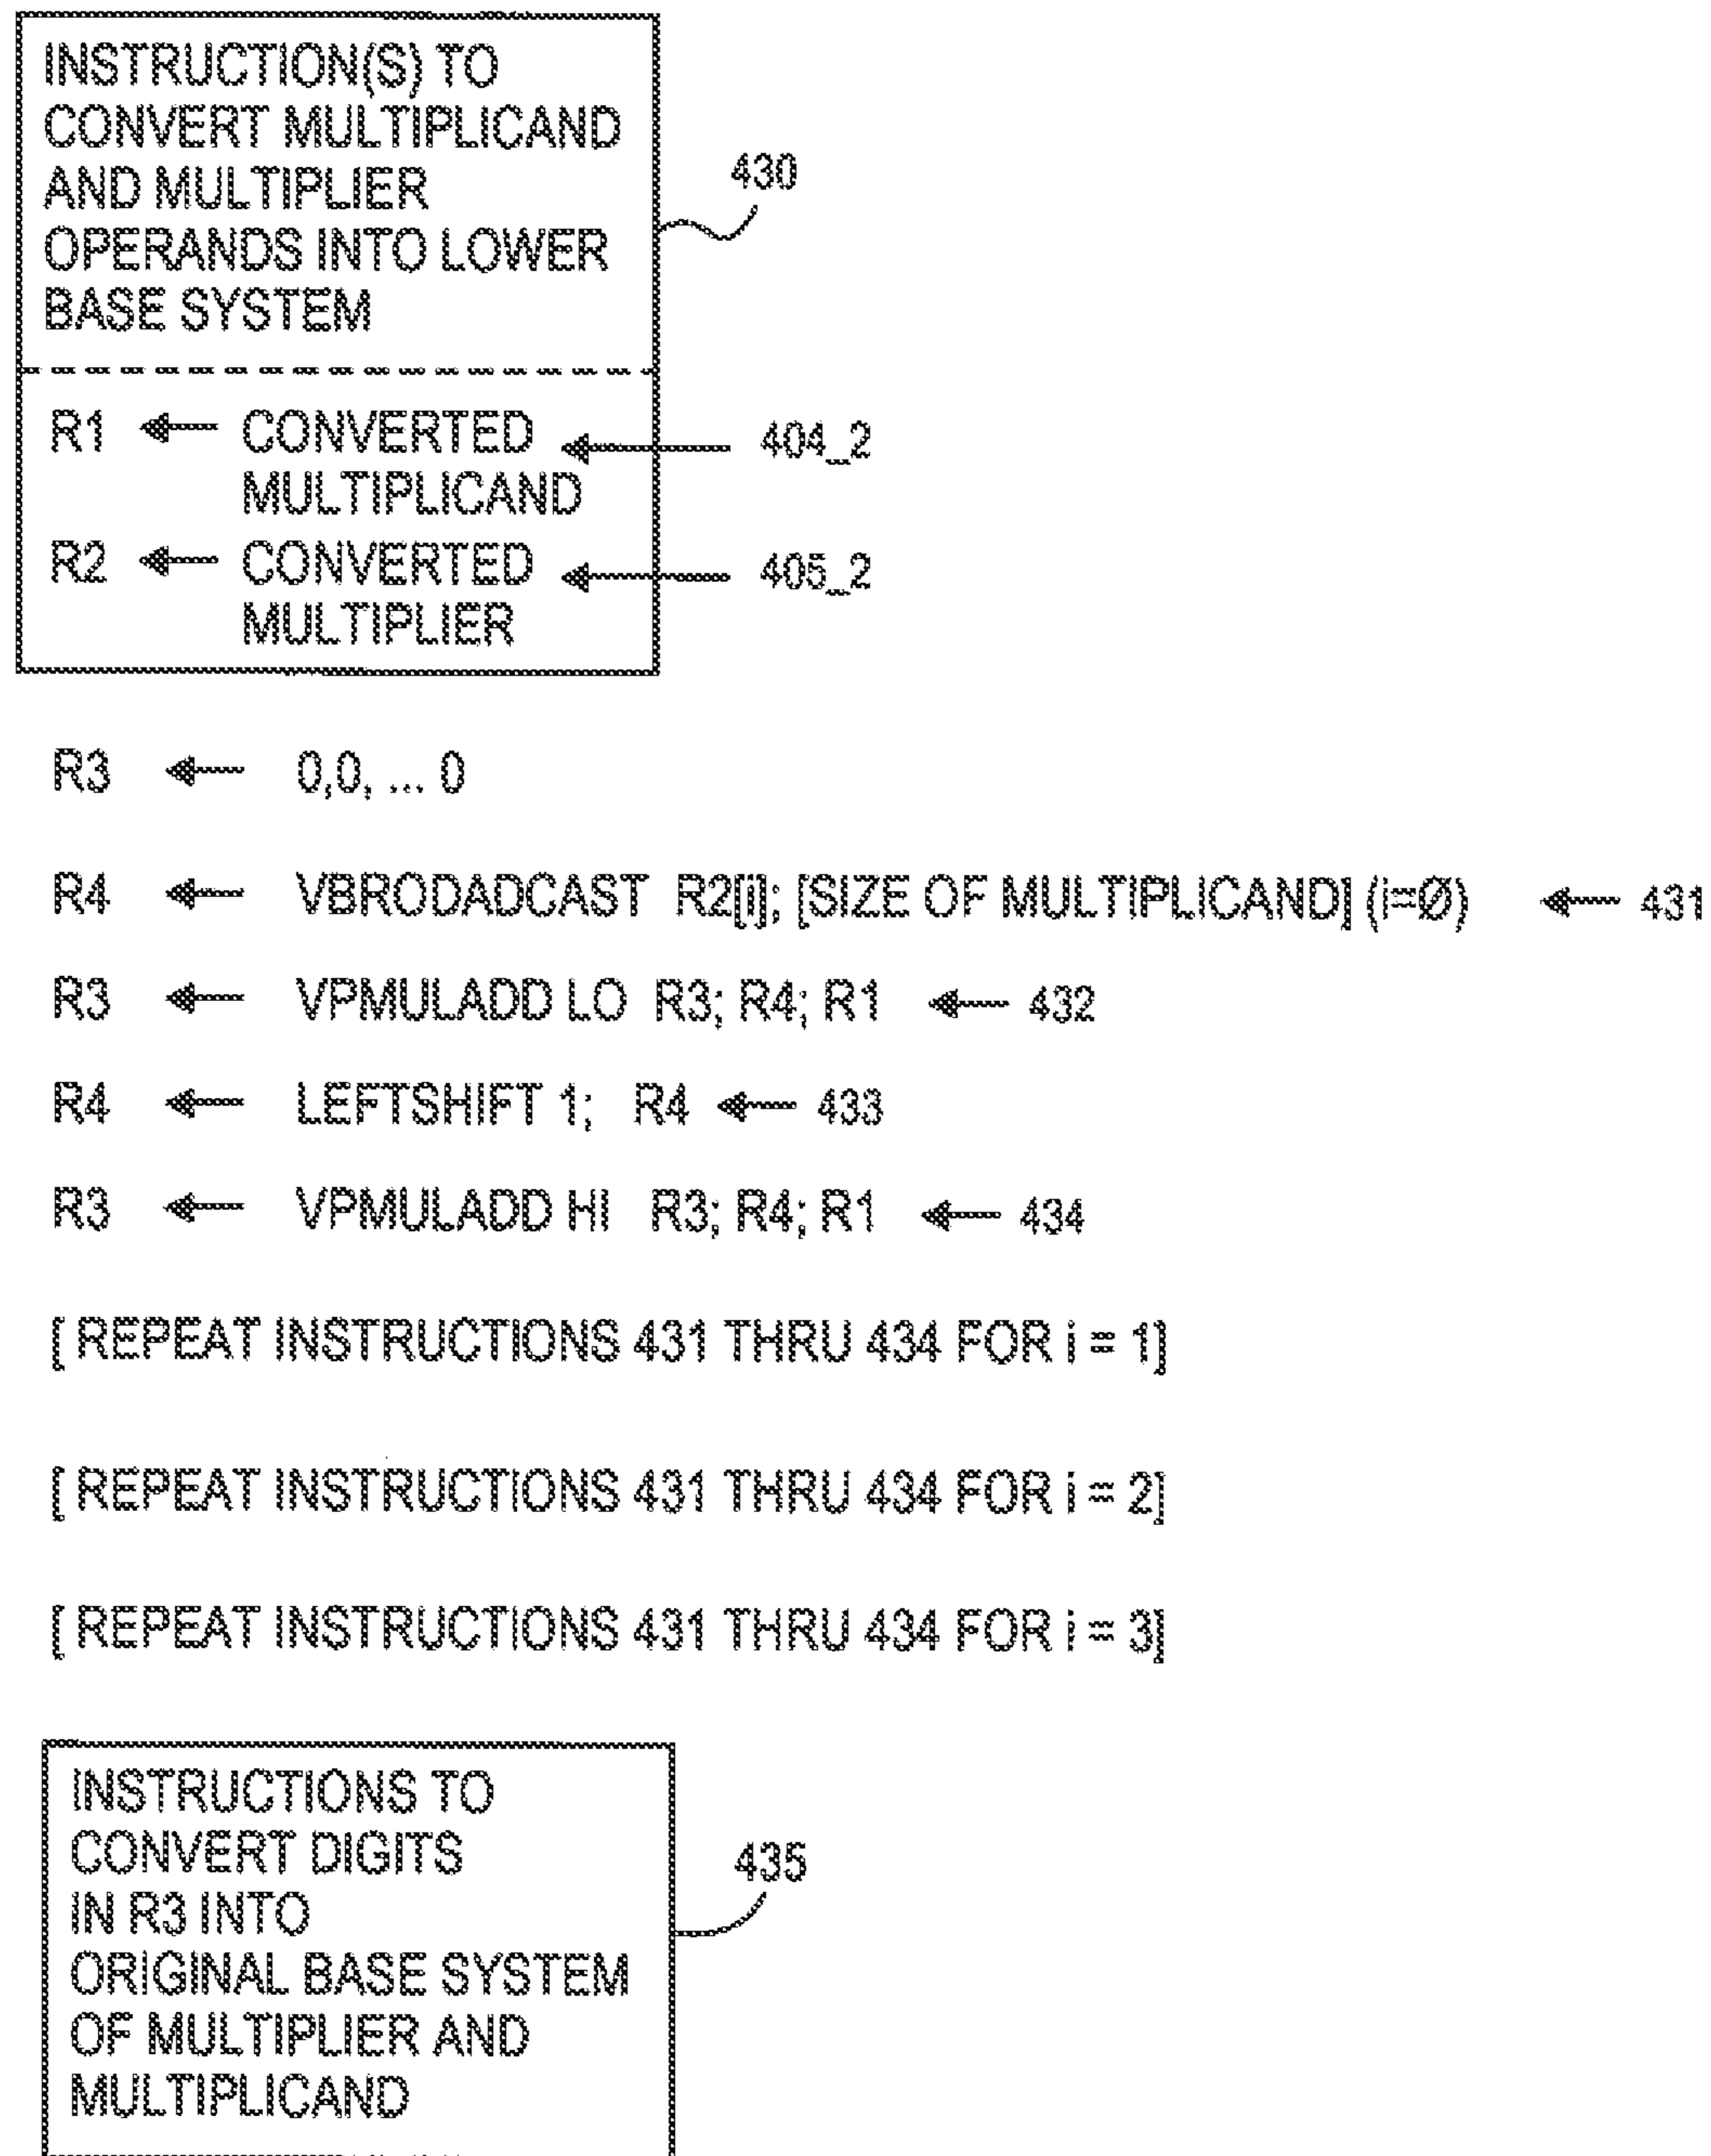 INSTRUCTION(S) TO
CONVERT MULTIPLICAND
AND MULTIPLIER
OPERANDS INTO LOWER
BASE SYSTEM
430
R1 ← CONVERTED ← 404_2
MULTIPLICAND
R2 ← CONVERTED ← 405_2
MULTIPLIER
R3 ← 0,0, ... 0
R4 ← VBRODADCAST R2[i]; [SIZE OF MULTIPLICAND] (i=Ø) ← 431
R3 ← VPMULADD LO R3; R4; R1 ← 432
R4 ← LEFTSHIFT 1; R4 ← 433
R3 ← VPMULADD HI R3; R4; R1 ← 434
[ REPEAT INSTRUCTIONS 431 THRU 434 FOR i = 1]
[ REPEAT INSTRUCTIONS 431 THRU 434 FOR i = 2]
[ REPEAT INSTRUCTIONS 431 THRU 434 FOR i = 3]
INSTRUCTIONS TO
CONVERT DIGITS
IN R3 INTO
ORIGINAL BASE SYSTEM
OF MULTIPLIER AND
MULTIPLICAND
435